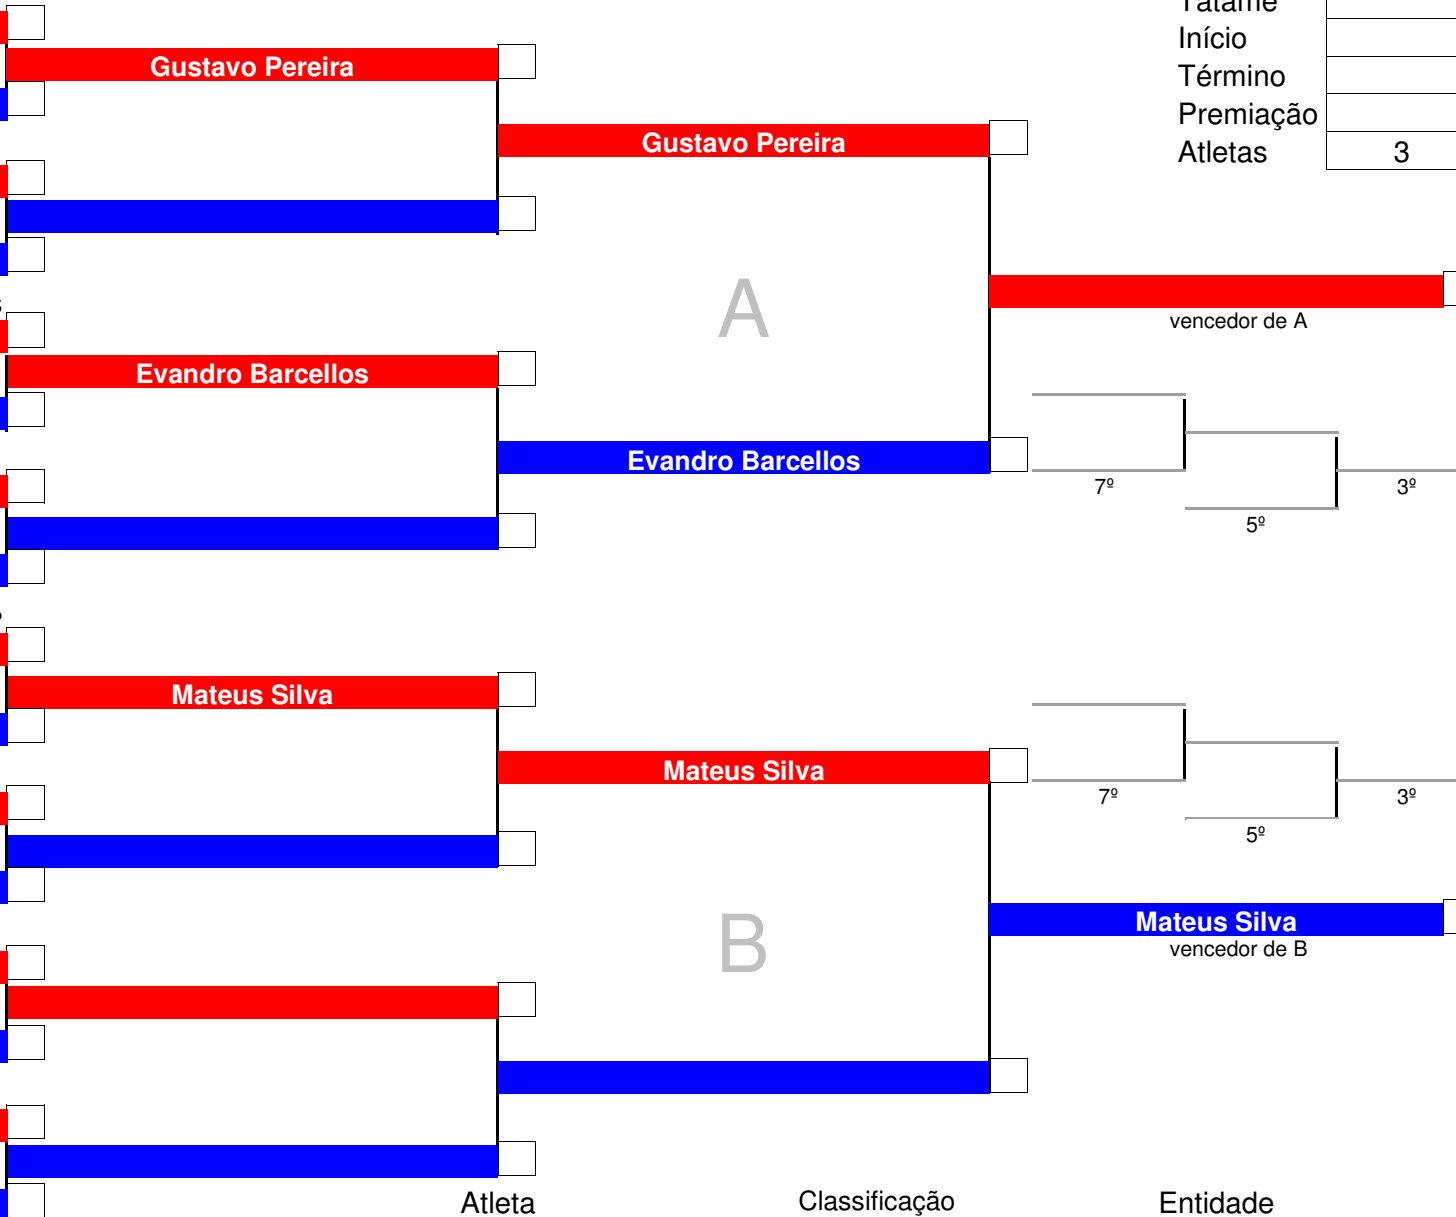 Tatame
Início
Gustavo Pereira
Término
Premiação
Gustavo Pereira
Atletas 3
A
vencedor de A
Evandro Barcellos
Evandro Barcellos
7º 3º
5º
Mateus Silva
Mateus Silva
7º 3º
5º
B
Mateus Silva
vencedor de B
Atleta Classificação Entidade